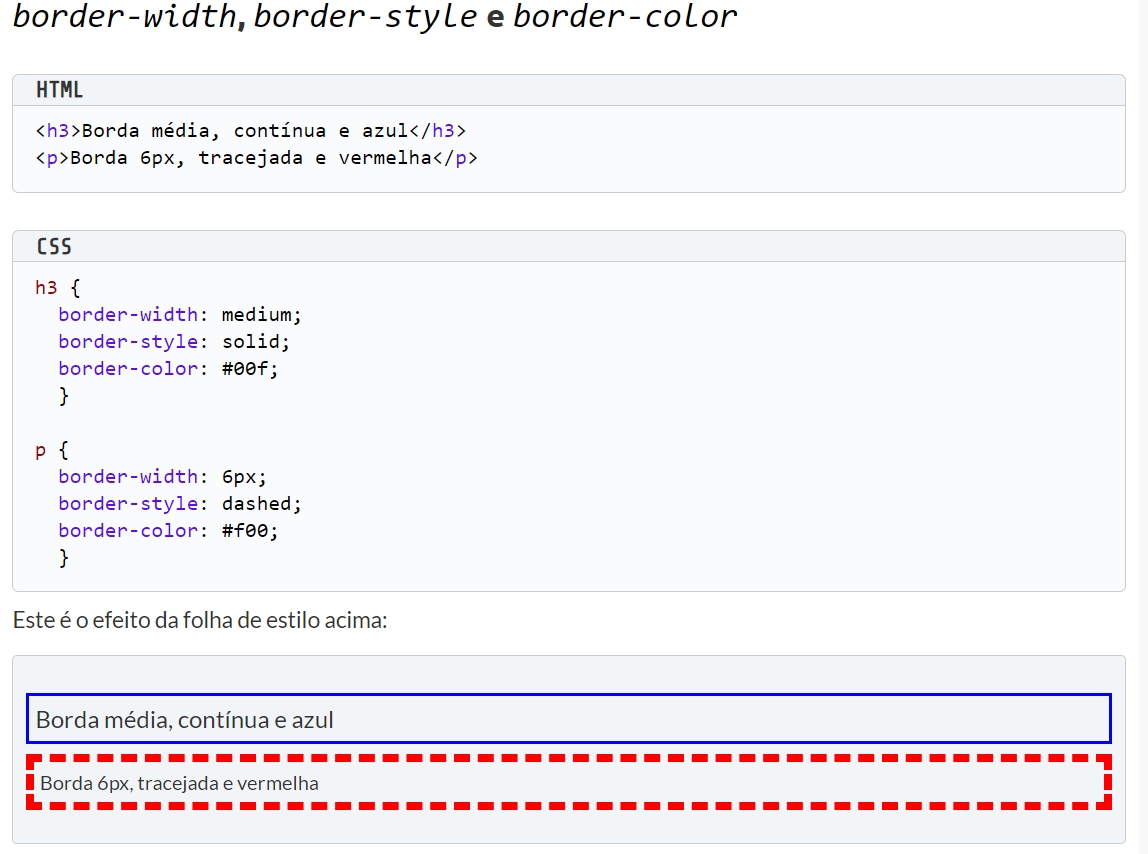 border-width, border-style e border-color
HTML
<h3>Borda média, contínua e azul</h3>
<p>Borda 6px, tracejada e vermelha</p>
CSS
h3 {
border-width: medium;
border-style: solid;
border-color: #00f;
}
p {
border-width: 6px;
border-style: dashed;
border-color: #f00;
}
Este é o efeito da folha de estilo acima:
Borda média, contínua e azul
Borda 6px, tracejada e vermelha